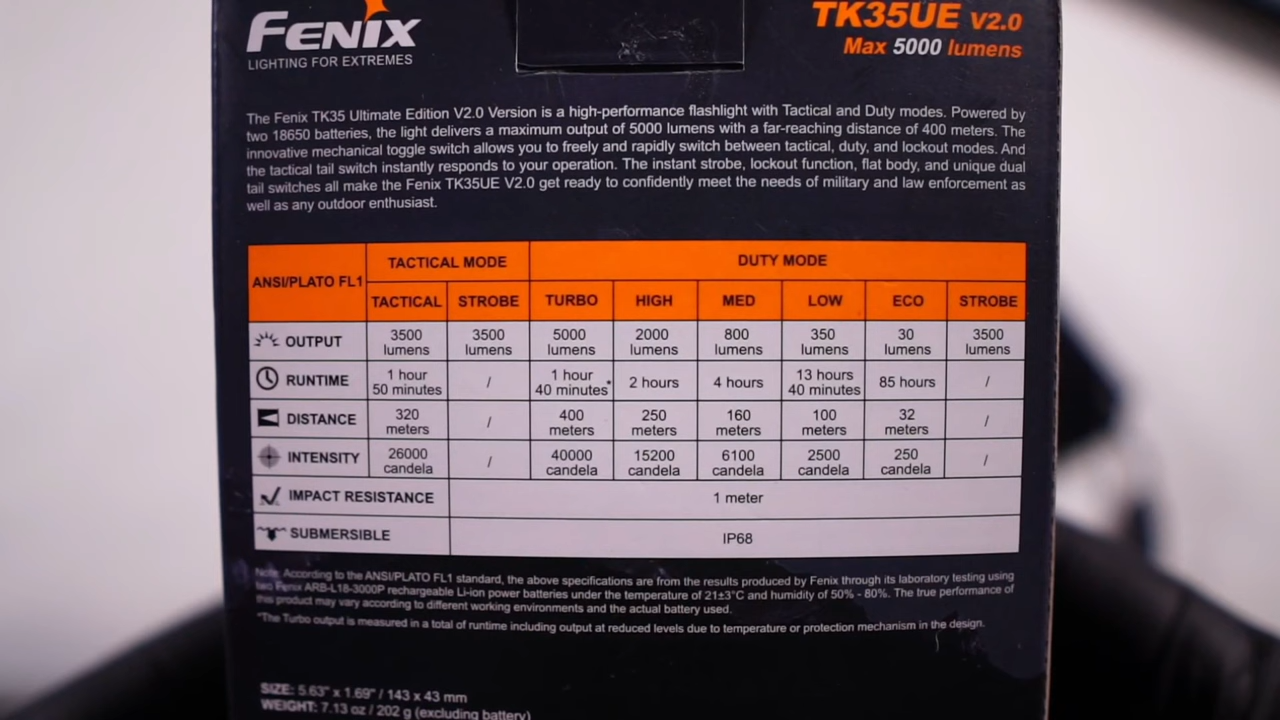 FENIX
LIGHTING FOR EXTREMES
TK35UE V2.0
Max 5000 lumens
The Fenix TK35 Ultimate Edition V2.0 Version is a high-performance flashlight with Tactical and Duty modes. Powered by
two 18650 batteries, the light delivers a maximum output of 5000 lumens with a far-reaching distance of 400 meters. The
innovative mechanical toggle switch allows you to freely and rapidly switch between tactical, duty, and lockout modes. And
the tactical tail switch instantly responds to your operation. The instant strobe, lockout function, flat body, and unique dual
tail switches all make the Fenix TK35UE V2.0 get ready to confidently meet the needs of military and law enforcement as
well as any outdoor enthusiast.
ANSI/PLATO FL1 TACTICAL MODE DUTY MODE
TACTICAL STROBE TURBO HIGH MED LOW ECO STROBE
OUTPUT 3500 lumens 3500 lumens 5000 lumens 2000 lumens 800 lumens 350 lumens 30 lumens 3500 lumens
RUNTIME 1 hour 50 minutes / 1 hour 40 minutes* 2 hours 4 hours 13 hours 40 minutes 85 hours /
DISTANCE 320 meters / 400 meters 250 meters 160 meters 100 meters 32 meters /
INTENSITY 26000 candela / 40000 candela 15200 candela 6100 candela 2500 candela 250 candela /
IMPACT RESISTANCE 1 meter
SUBMERSIBLE IP68
Note: According to the ANSI/PLATO FL1 standard, the above specifications are from the results produced by Fenix through its laboratory testing using
two Fenix ARB-L18-3000P rechargeable Li-ion power batteries under the temperature of 21±3°C and humidity of 50% - 80%. The true performance of
this product may vary according to different working environments and the actual battery used.
*The Turbo output is measured in a total of runtime including output at reduced levels due to temperature or protection mechanism in the design.
SIZE: 5.63" x 1.69" / 143 x 43 mm
WEIGHT: 7.13 oz / 202 g (excluding battery)